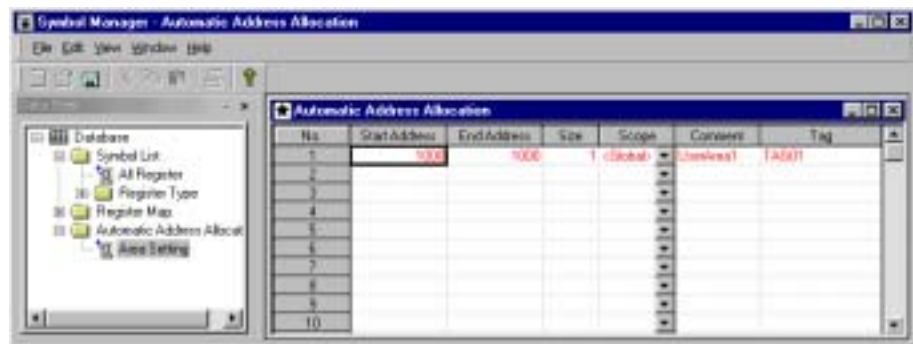 Symbol Manager - Automatic Address Allocation
File Edit View Window Help
Database
Symbol List
All Register
Register Type
Register Map
Automatic Address Allocat
Area Setting
Automatic Address Allocation
No. Start Address End Address Size Scope Comment Tag
1 1000 1000 1 <Global> UserArea1 TAG01
2
3
4
5
6
7
8
9
10